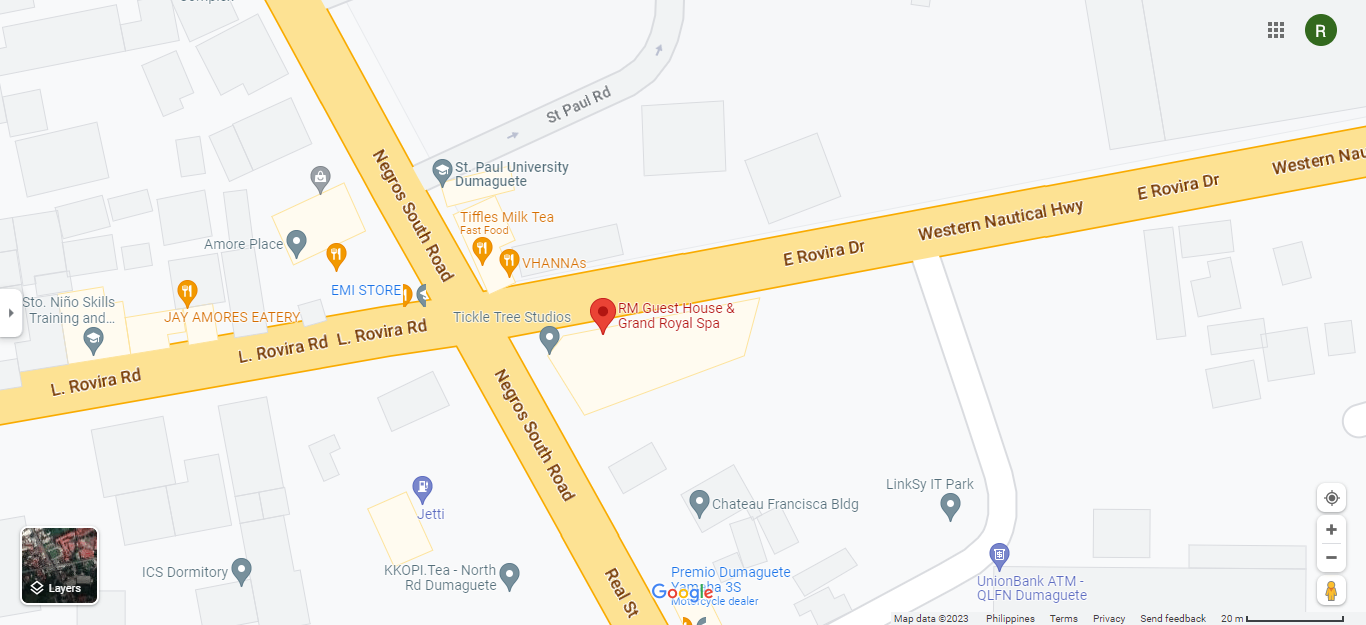 R
St Paul Rd
Western Nau
E Rovira Dr
Negros South Road
St. Paul University
Dumaguete
Western Nautical Hwy
Tiffles Milk Tea
Fast Food
Amore Place
E Rovira Dr
VHANNAs
EMI STORE
Sto. Niño Skills
Training and...
JAY AMORES EATERY
Tickle Tree Studios
RM Guest House &
Grand Royal Spa
L. Rovira Rd
L. Rovira Rd
L. Rovira Rd
Negros South Road
LinkSy IT Park
Chateau Francisca Bldg
Jetti
ICS Dormitory
KKOPI.Tea - North
Rd Dumaguete
Real St
Premio Dumaguete
Yamaha 3S
Motorcycle dealer
Google
UnionBank ATM -
QLFN Dumaguete
Layers
Map data ©2023 Philippines Terms Privacy Send feedback 20 m